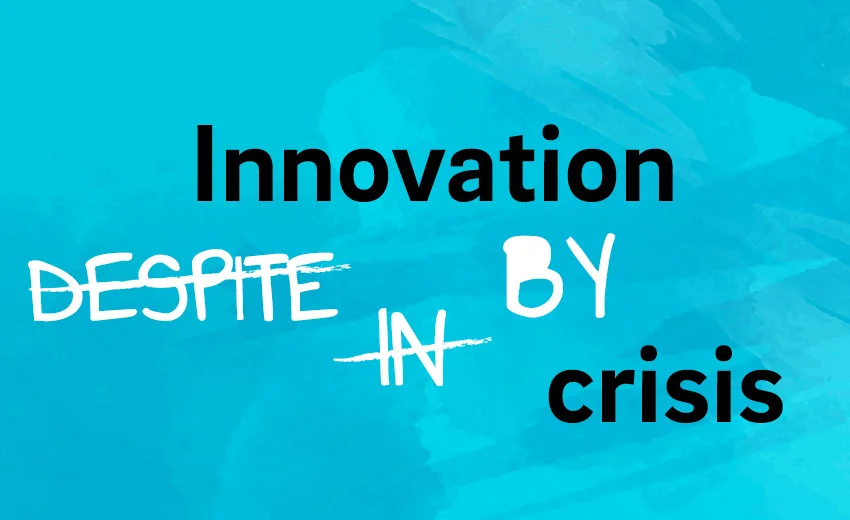 Innovation
DESPITE BY
IN
crisis